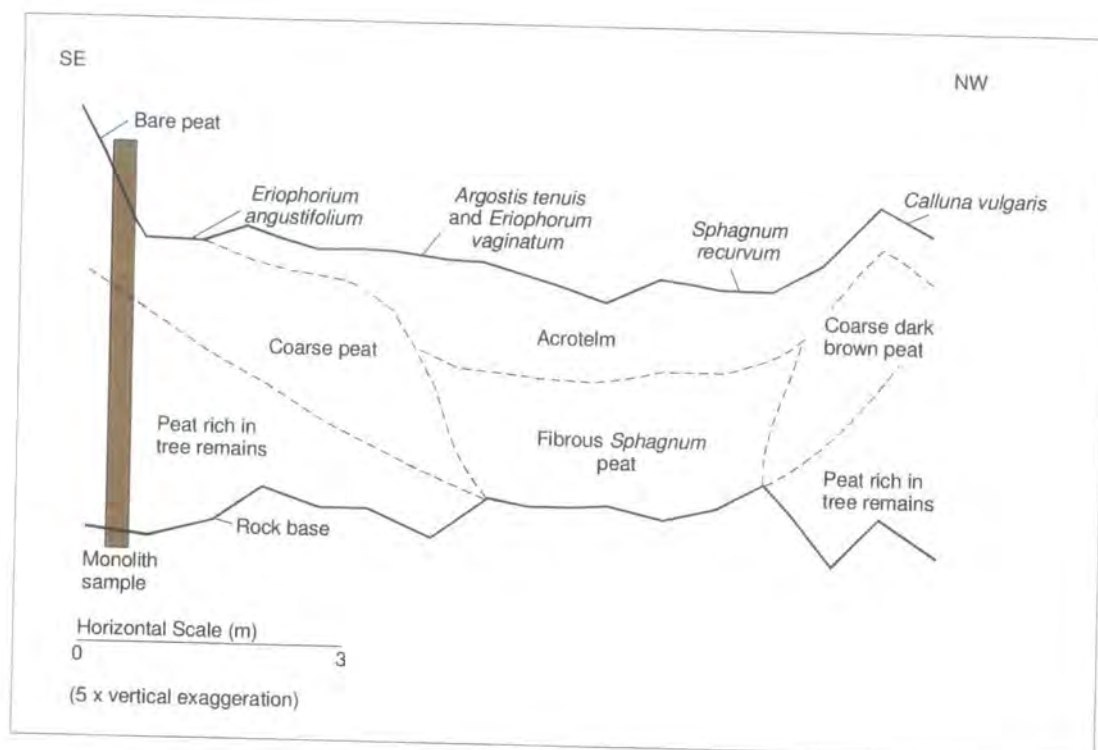 SE
NW
Bare peat
Eriophorium
angustifolium
Argostis tenuis
and Eriophorum
vaginatum
Sphagnum
recurvum
Calluna vulgaris
Coarse peat
Acrotelm
Coarse dark
brown peat
Peat rich in
tree remains
Fibrous Sphagnum
peat
Peat rich in
tree remains
Rock base
Monolith
sample
Horizontal Scale (m)
0 3
(5 x vertical exaggeration)